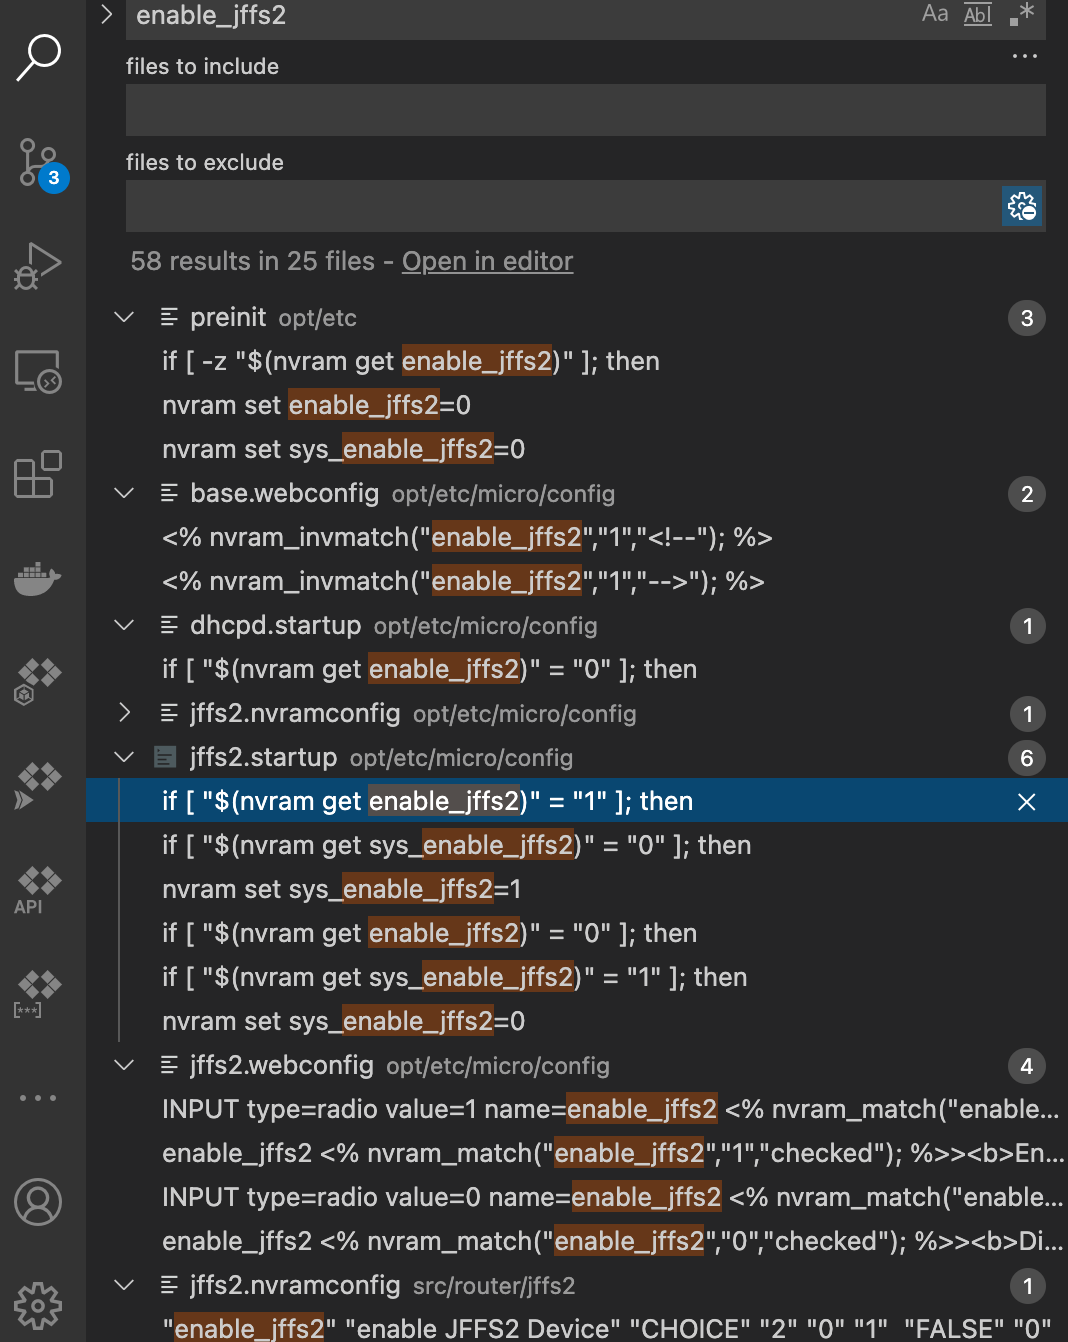 enable_jffs2
Aa Abl .*
files to include
...
files to exclude
3
58 results in 25 files - Open in editor
preinit opt/etc 3
if [ -z "$(nvram get enable_jffs2)" ]; then
nvram set enable_jffs2=0
nvram set sys_enable_jffs2=0
base.webconfig opt/etc/micro/config 2
<% nvram_invmatch("enable_jffs2","1","<!--"); %>
<% nvram_invmatch("enable_jffs2","1","-->"); %>
dhcpd.startup opt/etc/micro/config 1
if [ "$(nvram get enable_jffs2)" = "0" ]; then
jffs2.nvramconfig opt/etc/micro/config 1
jffs2.startup opt/etc/micro/config 6
if [ "$(nvram get enable_jffs2)" = "1" ]; then
if [ "$(nvram get sys_enable_jffs2)" = "0" ]; then
nvram set sys_enable_jffs2=1
API
if [ "$(nvram get enable_jffs2)" = "0" ]; then
if [ "$(nvram get sys_enable_jffs2)" = "1" ]; then
[***]
nvram set sys_enable_jffs2=0
jffs2.webconfig opt/etc/micro/config 4
INPUT type=radio value=1 name=enable_jffs2 <% nvram_match("enable...
enable_jffs2 <% nvram_match("enable_jffs2","1","checked"); %>><b>En...
INPUT type=radio value=0 name=enable_jffs2 <% nvram_match("enable...
enable_jffs2 <% nvram_match("enable_jffs2","0","checked"); %>><b>Di...
jffs2.nvramconfig src/router/jffs2 1
"enable_jffs2" "enable JFFS2 Device" "CHOICE" "2" "0" "1" "FALSE" "0"